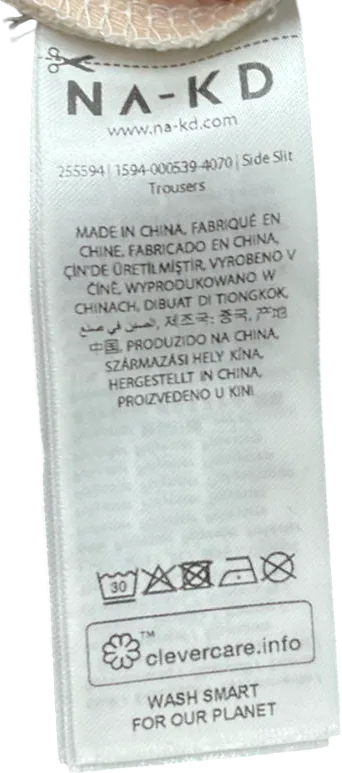 NA-KD
www.na-kd.com
255594 | 1594-000539-4070 | Side Slit
Trousers
MADE IN CHINA, FABRIQUÉ EN
CHINE, FABRICADO EN CHINA,
ÇİN'DE ÜRETİLMİŞTİR, VYROBENO V
ČÍNĚ, WYPRODUKOWANO W
CHINACH, DIBUAT DI TIONGKOK,
صنع في الصين, 제조국: 중국, 产地
中国, PRODUZIDO NA CHINA,
SZÁRMAZÁSI HELY KÍNA,
HERGESTELLT IN CHINA,
PROIZVEDENO U KINI
30
TM
clevercare.info
WASH SMART
FOR OUR PLANET